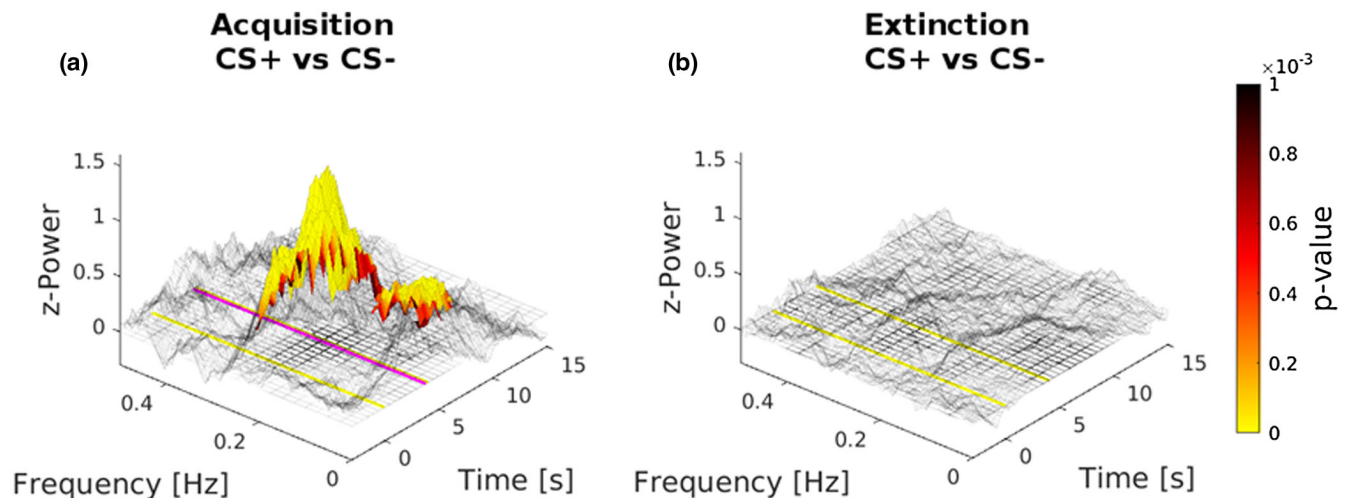 Acquisition
CS+ vs CS-
(a)
z-Power
1.5
1
0.5
0
0.4
0.2
0
Frequency [Hz]
0
5
10
15
Time [s]
Extinction
CS+ vs CS-
(b)
z-Power
1.5
1
0.5
0
0.4
0.2
0
Frequency [Hz]
0
5
10
15
Time [s]
×10-3
1
0.8
0.6
0.4
0.2
0
p-value